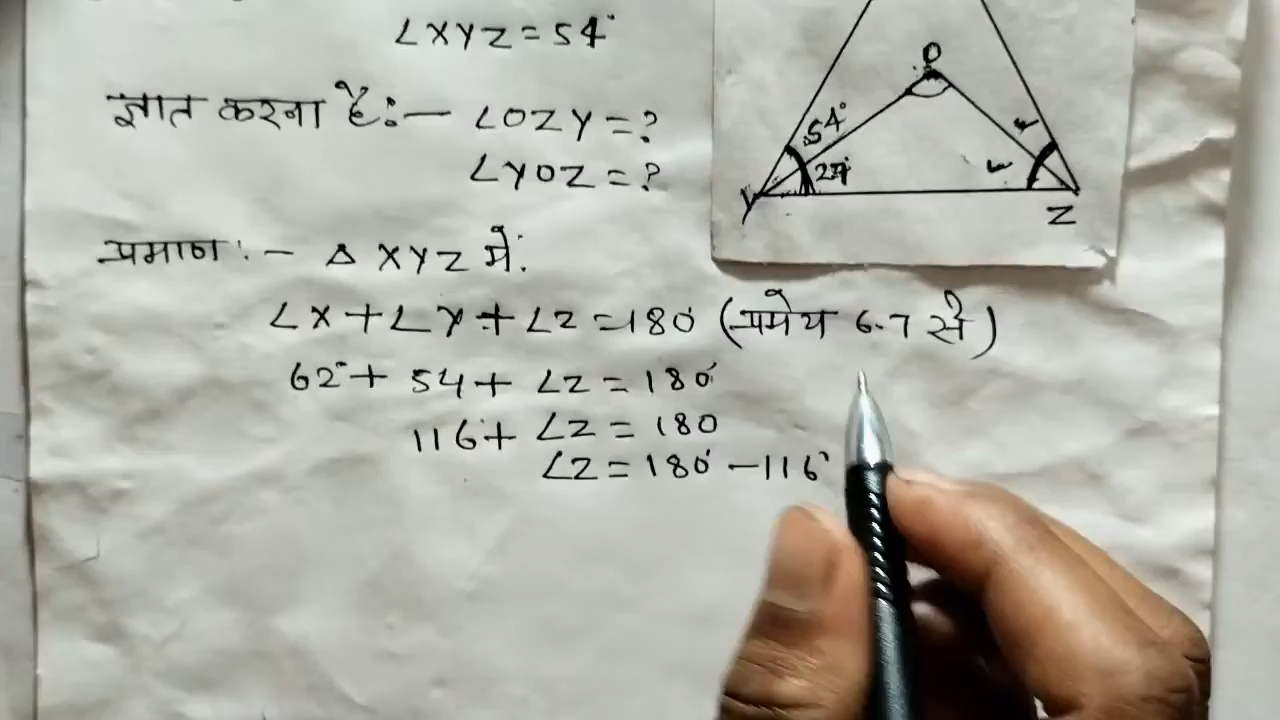 ∠XYZ = 54°
ज्ञात करना है:— ∠OZY = ?
∠YOZ = ?
O
54°
27°
Y
Z
प्रमाण :- △ XYZ में:
∠X + ∠Y + ∠Z = 180° (प्रमेय 6.7 से)
62° + 54 + ∠Z = 180°
116 + ∠Z = 180
∠Z = 180° - 116°